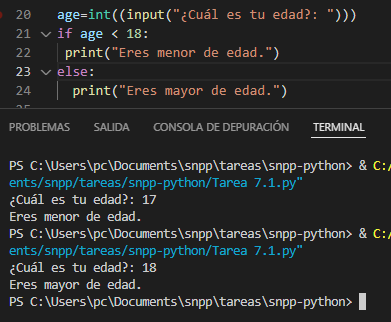 20 age=int((input("¿Cuál es tu edad?: ")))
21 if age < 18:
22 print("Eres menor de edad.")
23 else:
24 print("Eres mayor de edad.")
PROBLEMAS SALIDA CONSOLA DE DEPURACIÓN TERMINAL
PS C:\Users\pc\Documents\snpp\tareas\snpp-python> & C:/
ents/snpp/tareas/snpp-python/Tarea 7.1.py"
¿Cuál es tu edad?: 17
Eres menor de edad.
PS C:\Users\pc\Documents\snpp\tareas\snpp-python> & C:/
ents/snpp/tareas/snpp-python/Tarea 7.1.py"
¿Cuál es tu edad?: 18
Eres mayor de edad.
PS C:\Users\pc\Documents\snpp\tareas\snpp-python>